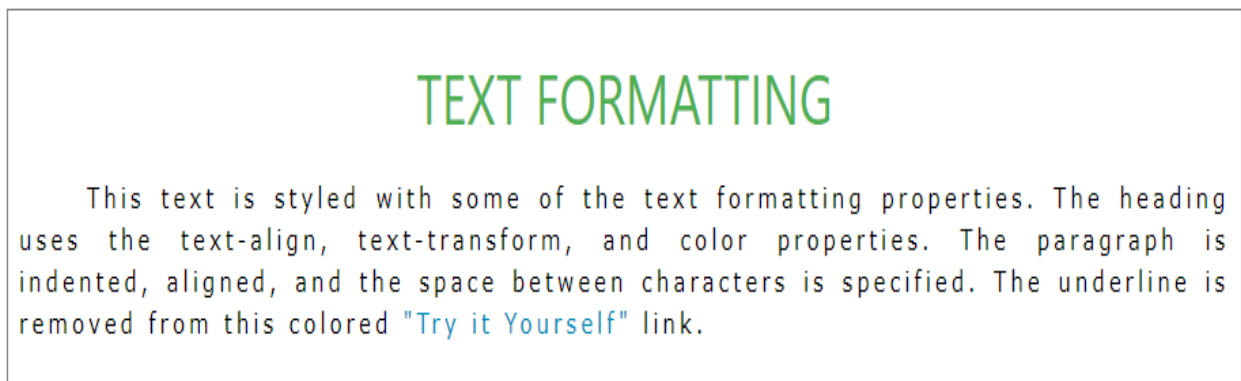 TEXT FORMATTING
This text is styled with some of the text formatting properties. The heading
uses the text-align, text-transform, and color properties. The paragraph is
indented, aligned, and the space between characters is specified. The underline is
removed from this colored "Try it Yourself" link.